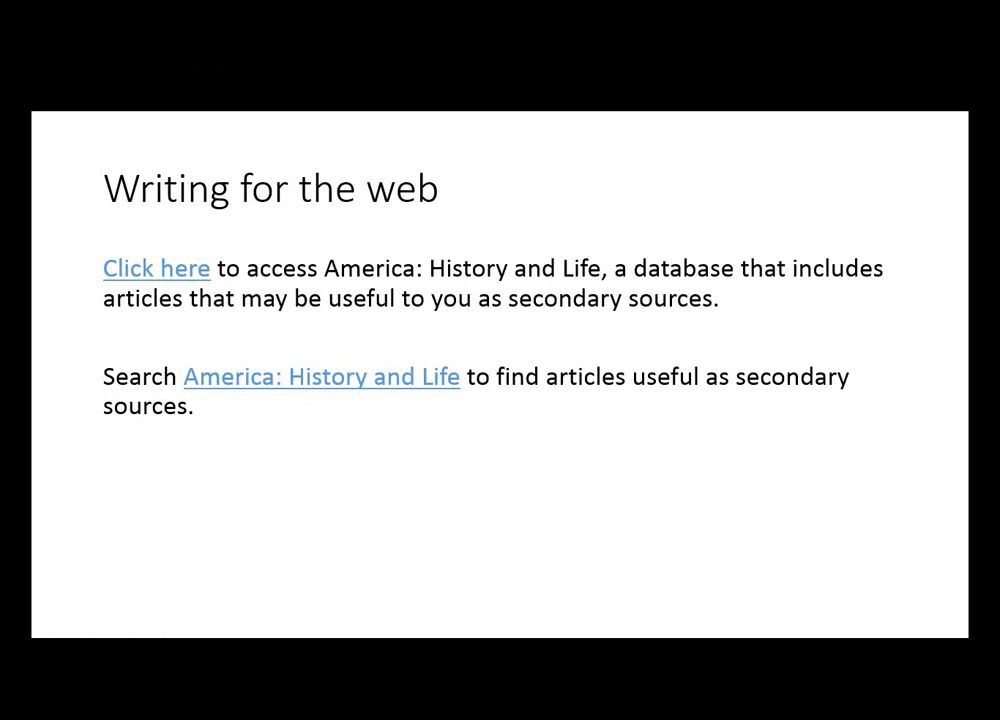 Writing for the web
Click here to access America: History and Life, a database that includes
articles that may be useful to you as secondary sources.
Search America: History and Life to find articles useful as secondary
sources.